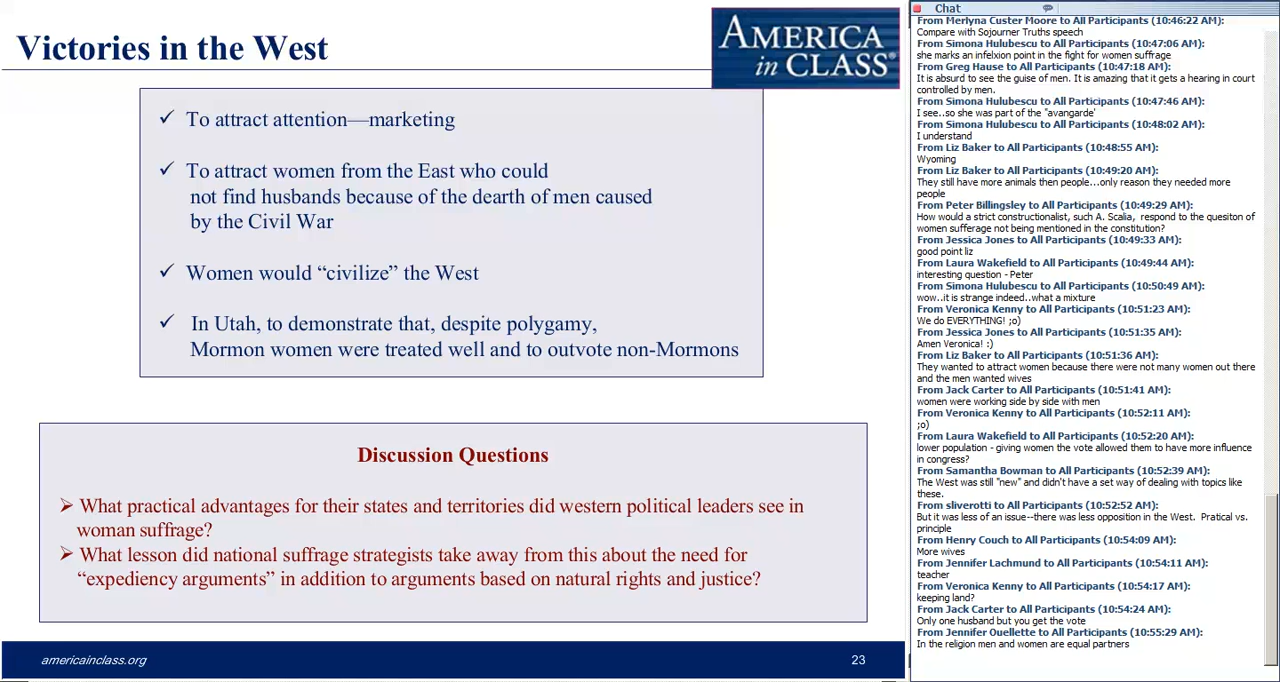 Victories in the West
AMERICA
in CLASS®
✓ To attract attention—marketing
✓ To attract women from the East who could
not find husbands because of the dearth of men caused
by the Civil War
✓ Women would “civilize” the West
✓ In Utah, to demonstrate that, despite polygamy,
Mormon women were treated well and to outvote non-Mormons
Discussion Questions
➢ What practical advantages for their states and territories did western political leaders see in
woman suffrage?
➢ What lesson did national suffrage strategists take away from this about the need for
“expediency arguments” in addition to arguments based on natural rights and justice?
americainclass.org
23
Chat
From Merlyna Custer Moore to All Participants (10:46:22 AM):
Compare with Sojourner Truths speech
From Simona Hulubescu to All Participants (10:47:06 AM):
she marks an infelxion point in the fight for women suffrage
From Greg Hause to All Participants (10:47:18 AM):
It is absurd to see the guise of men. It is amazing that it gets a hearing in court
controlled by men.
From Simona Hulubescu to All Participants (10:47:46 AM):
I see..so she was part of the "avangarde'
From Simona Hulubescu to All Participants (10:48:02 AM):
I understand
From Liz Baker to All Participants (10:48:55 AM):
Wyoming
From Liz Baker to All Participants (10:49:20 AM):
They still have more animals then people...only reason they needed more
people
From Peter Billingsley to All Participants (10:49:29 AM):
How would a strict constructionalist, such A. Scalia, respond to the quesiton of
women sufferage not being mentioned in the constitution?
From Jessica Jones to All Participants (10:49:33 AM):
good point liz
From Laura Wakefield to All Participants (10:49:44 AM):
interesting question - Peter
From Simona Hulubescu to All Participants (10:50:49 AM):
wow..it is strange indeed..what a mixture
From Veronica Kenny to All Participants (10:51:23 AM):
We do EVERYTHING! ;o)
From Jessica Jones to All Participants (10:51:35 AM):
Amen Veronica! :)
From Liz Baker to All Participants (10:51:36 AM):
They wanted to attract women because there were not many women out there
and the men wanted wives
From Jack Carter to All Participants (10:51:41 AM):
women were working side by side with men
From Veronica Kenny to All Participants (10:52:11 AM):
;o)
From Laura Wakefield to All Participants (10:52:20 AM):
lower population - giving women the vote allowed them to have more influence
in congress?
From Samantha Bowman to All Participants (10:52:39 AM):
The West was still "new" and didn't have a set way of dealing with topics like
these.
From sliverotti to All Participants (10:52:52 AM):
But it was less of an issue--there was less opposition in the West. Pratical vs.
principle
From Henry Couch to All Participants (10:54:09 AM):
More wives
From Jennifer Lachmund to All Participants (10:54:11 AM):
teacher
From Veronica Kenny to All Participants (10:54:17 AM):
keeping land?
From Jack Carter to All Participants (10:54:24 AM):
Only one husband but you get the vote
From Jennifer Ouellette to All Participants (10:55:29 AM):
In the religion men and women are equal partners